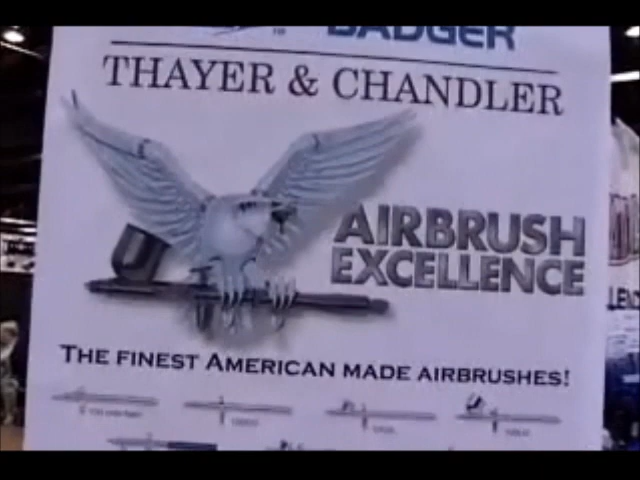 BADGER
THAYER & CHANDLER
AIRBRUSH
EXCELLENCE
THE FINEST AMERICAN MADE AIRBRUSHES!